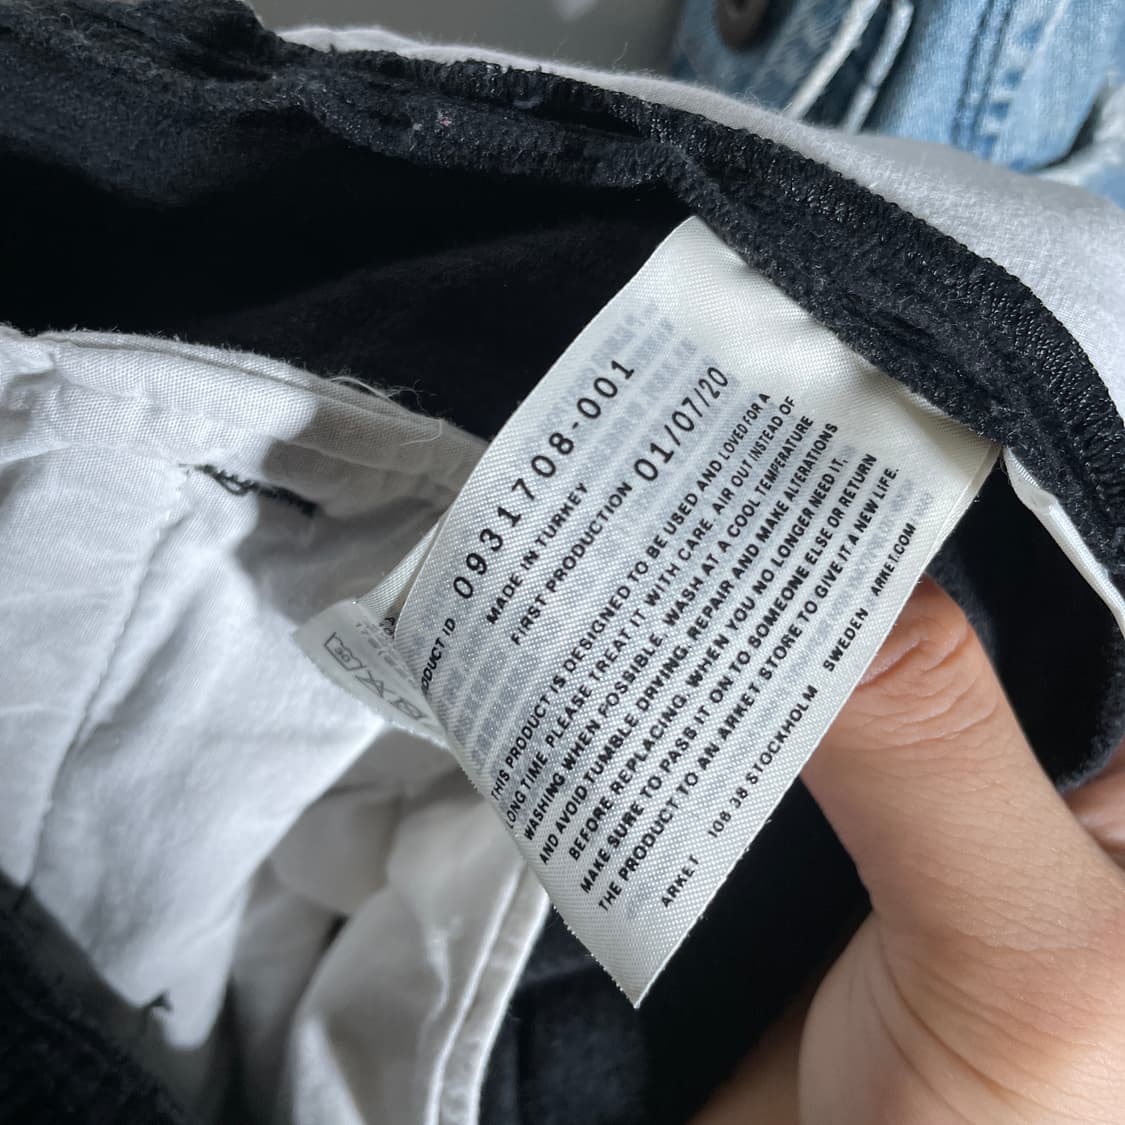 PRODUCT ID 0931708-001
MADE IN TURKEY
FIRST PRODUCTION 01/07/20
THIS PRODUCT IS DESIGNED TO BE USED AND LOVED FOR A
LONG TIME. PLEASE TREAT IT WITH CARE. AIR OUT INSTEAD OF
WASHING WHEN POSSIBLE. WASH AT A COOL TEMPERATURE
AND AVOID TUMBLE DRYING. REPAIR AND MAKE ALTERATIONS
BEFORE REPLACING. WHEN YOU NO LONGER NEED IT,
MAKE SURE TO PASS IT ON TO SOMEONE ELSE OR RETURN
THE PRODUCT TO AN ARKET STORE TO GIVE IT A NEW LIFE.
ARKET 106 38 STOCKHOLM SWEDEN ARKET.COM
30